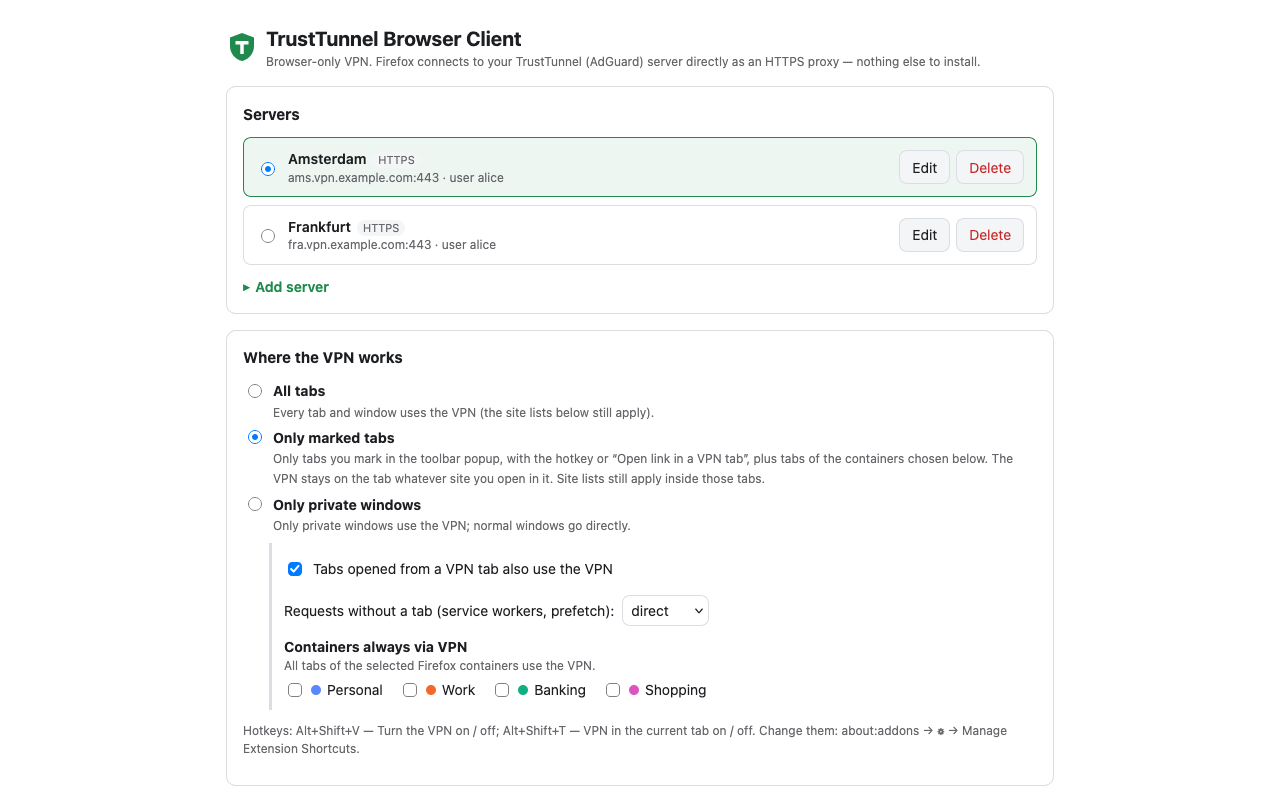 TrustTunnel Browser Client
Browser-only VPN. Firefox connects to your TrustTunnel (AdGuard) server directly as an HTTPS proxy — nothing else to install.
Servers
Amsterdam HTTPS
ams.vpn.example.com:443 · user alice
Edit Delete
Frankfurt HTTPS
fra.vpn.example.com:443 · user alice
Edit Delete
▸ Add server
Where the VPN works
All tabs
Every tab and window uses the VPN (the site lists below still apply).
Only marked tabs
Only tabs you mark in the toolbar popup, with the hotkey or “Open link in a VPN tab”, plus tabs of the containers chosen below. The
VPN stays on the tab whatever site you open in it. Site lists still apply inside those tabs.
Only private windows
Only private windows use the VPN; normal windows go directly.
Tabs opened from a VPN tab also use the VPN
Requests without a tab (service workers, prefetch): direct
Containers always via VPN
All tabs of the selected Firefox containers use the VPN.
Personal Work Banking Shopping
Hotkeys: Alt+Shift+V — Turn the VPN on / off; Alt+Shift+T — VPN in the current tab on / off. Change them: about:addons → ⚙ → Manage
Extension Shortcuts.